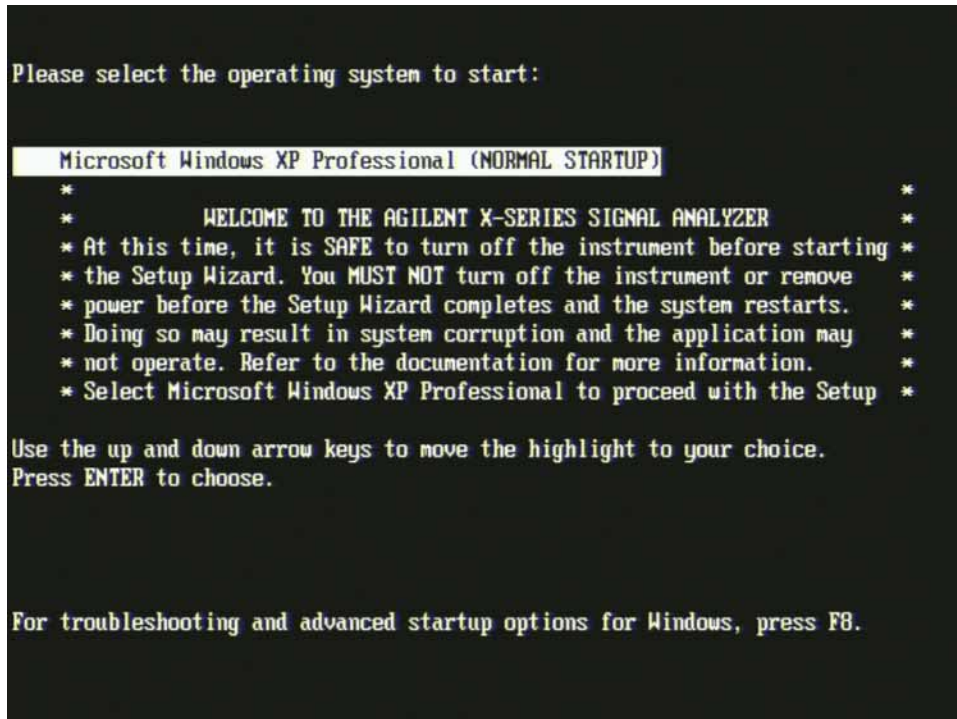 Please select the operating system to start:
Microsoft Windows XP Professional (NORMAL STARTUP)
* *
* WELCOME TO THE AGILENT X-SERIES SIGNAL ANALYZER *
* At this time, it is SAFE to turn off the instrument before starting *
* the Setup Wizard. You MUST NOT turn off the instrument or remove *
* power before the Setup Wizard completes and the system restarts. *
* Doing so may result in system corruption and the application may *
* not operate. Refer to the documentation for more information. *
* Select Microsoft Windows XP Professional to proceed with the Setup *
Use the up and down arrow keys to move the highlight to your choice.
Press ENTER to choose.
For troubleshooting and advanced startup options for Windows, press F8.